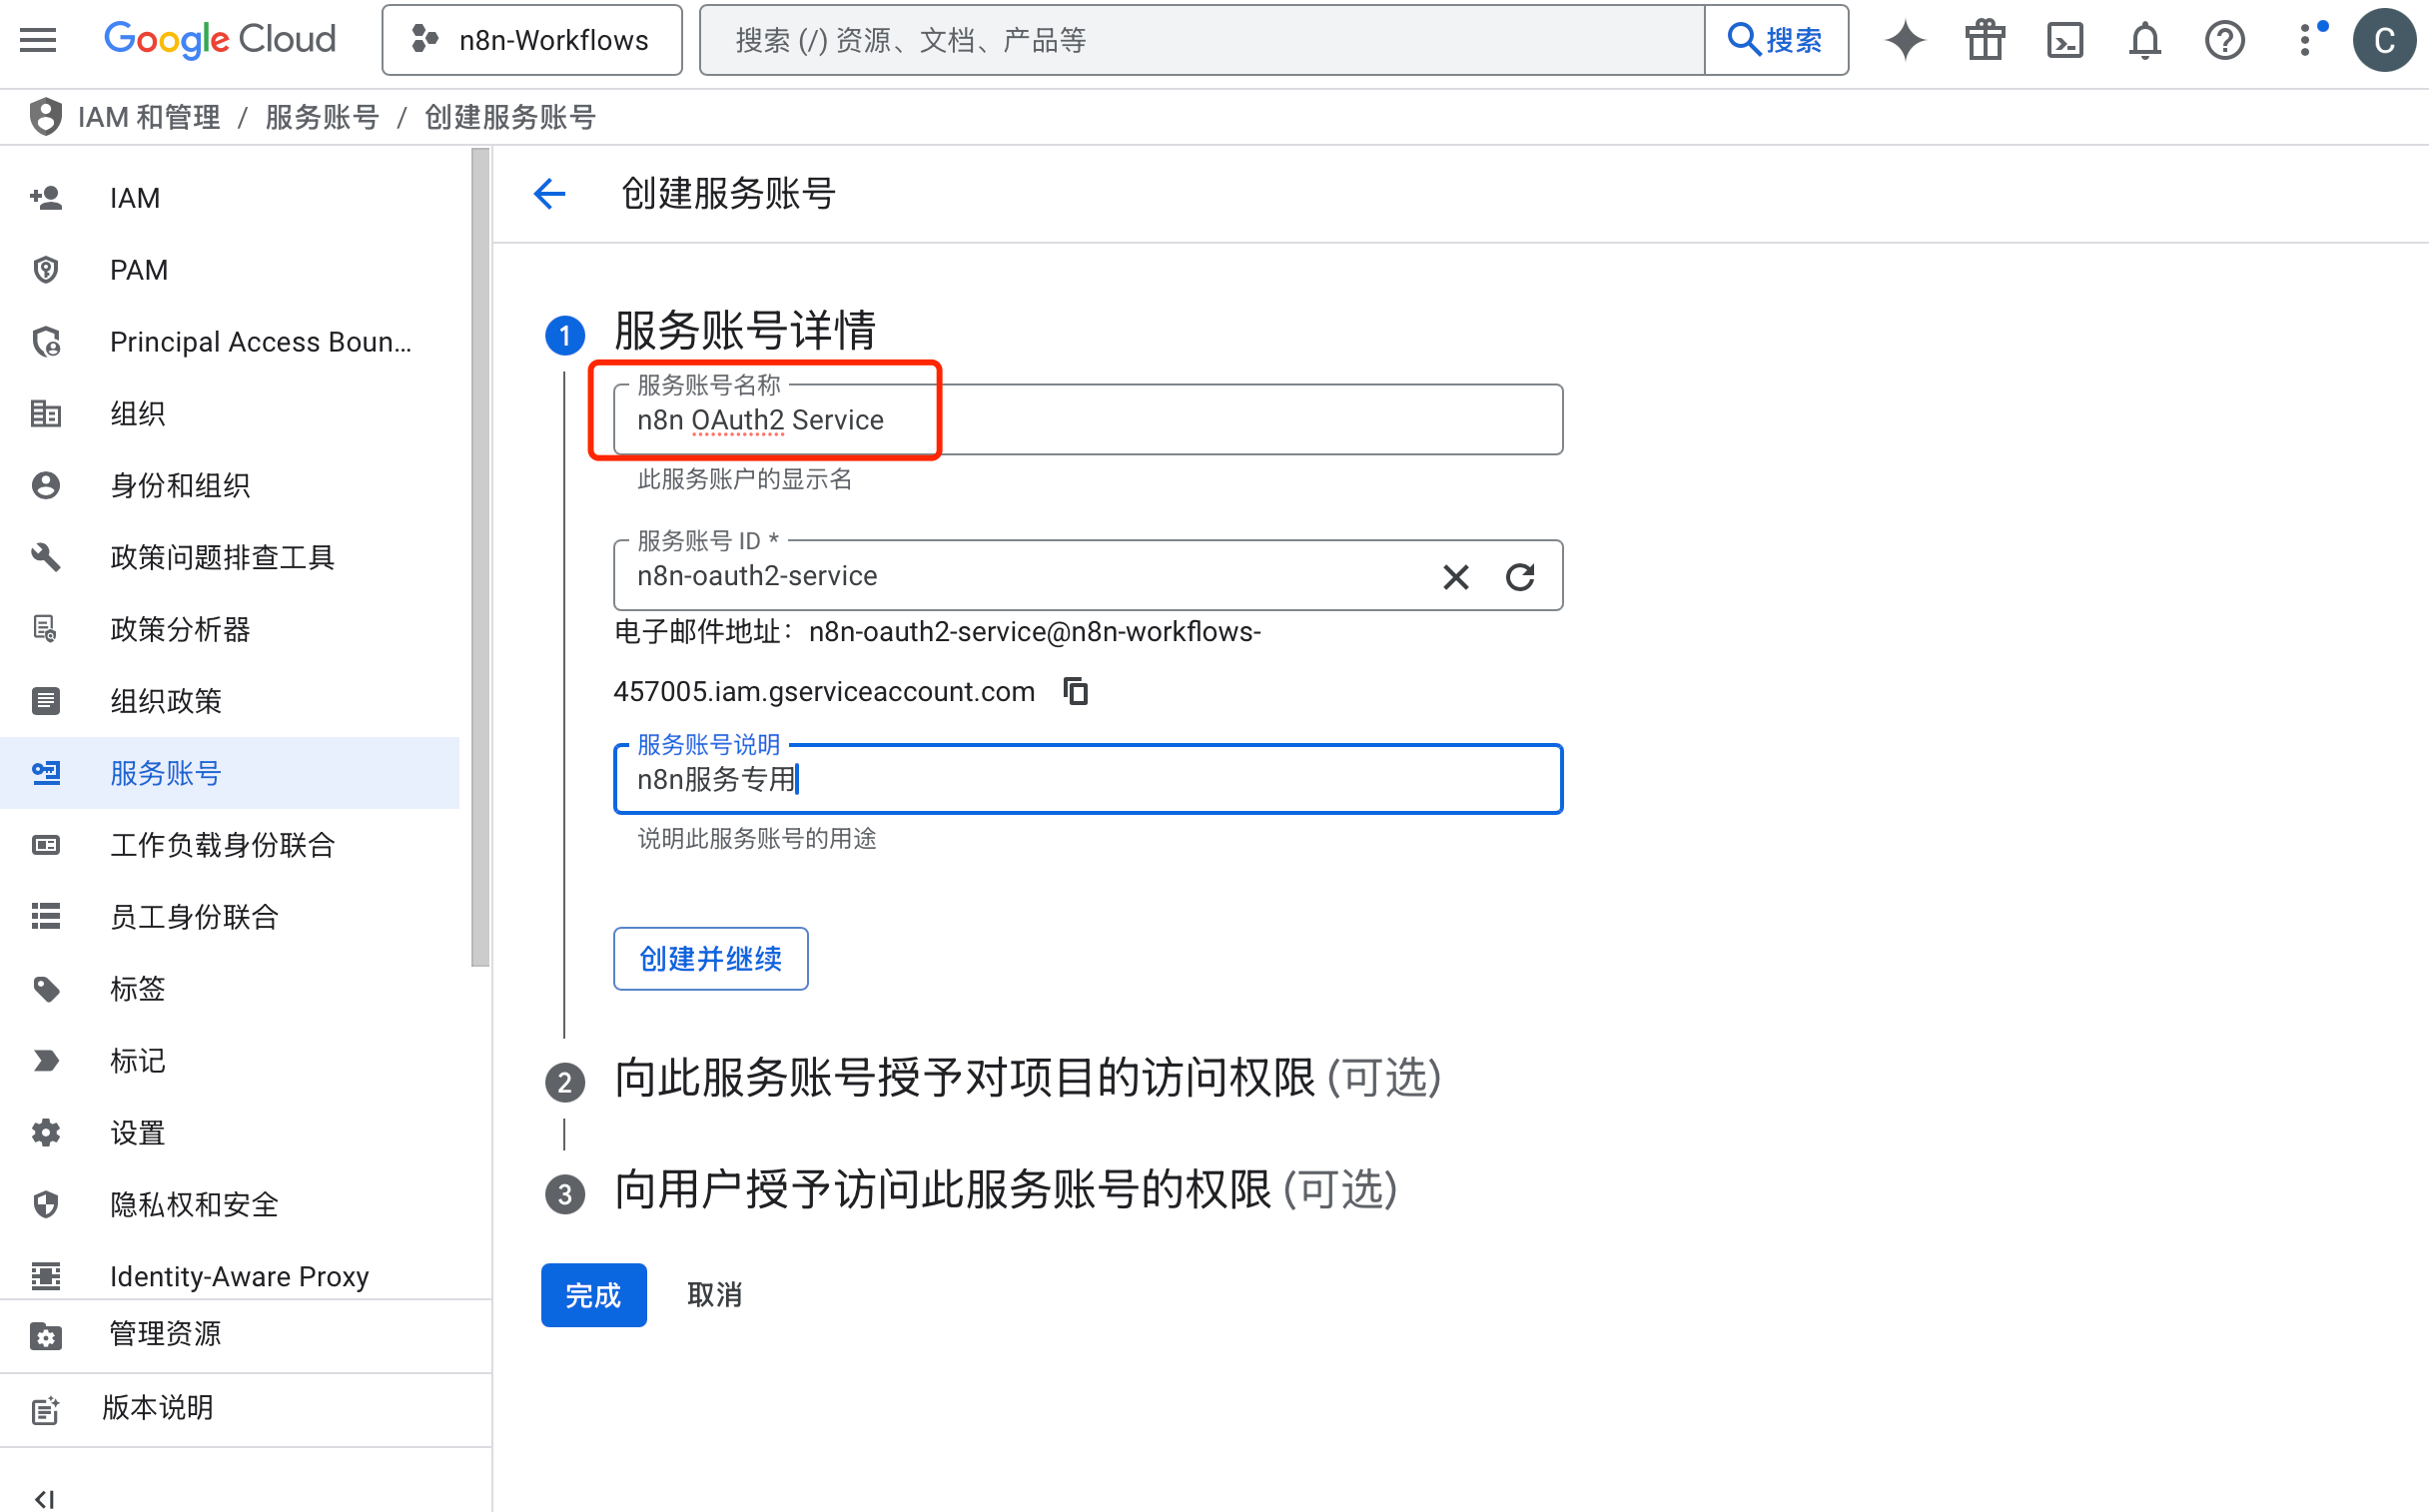 Google Cloud
n8n-Workflows
搜索 (/) 资源、文档、产品等
搜索
C
IAM 和管理 / 服务账号 / 创建服务账号
IAM
PAM
Principal Access Boun...
组织
身份和组织
政策问题排查工具
政策分析器
组织政策
服务账号
工作负载身份联合
员工身份联合
标签
标记
设置
隐私权和安全
Identity-Aware Proxy
管理资源
版本说明
创建服务账号
1 服务账号详情
服务账号名称
n8n OAuth2 Service
此服务账户的显示名
服务账号 ID *
n8n-oauth2-service
电子邮件地址：n8n-oauth2-service@n8n-workflows-
457005.iam.gserviceaccount.com
服务账号说明
n8n服务专用
说明此服务账号的用途
创建并继续
2 向此服务账号授予对项目的访问权限 (可选)
3 向用户授予访问此服务账号的权限 (可选)
完成
取消